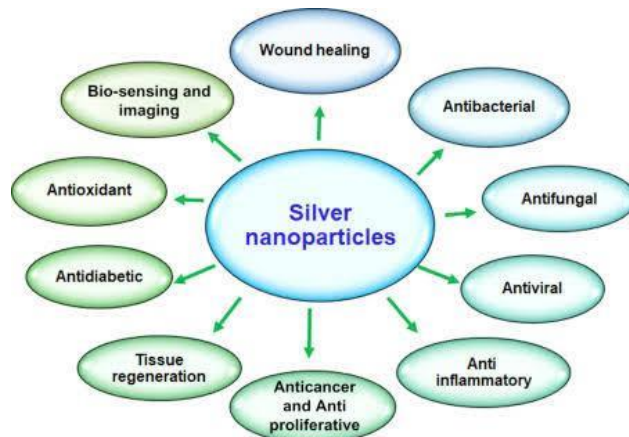 Wound healing
Bio-sensing and
imaging
Antibacterial
Antioxidant
Antifungal
Silver
nanoparticles
Antidiabetic
Antiviral
Tissue
regeneration
Anti
inflammatory
Anticancer
and Anti
proliferative